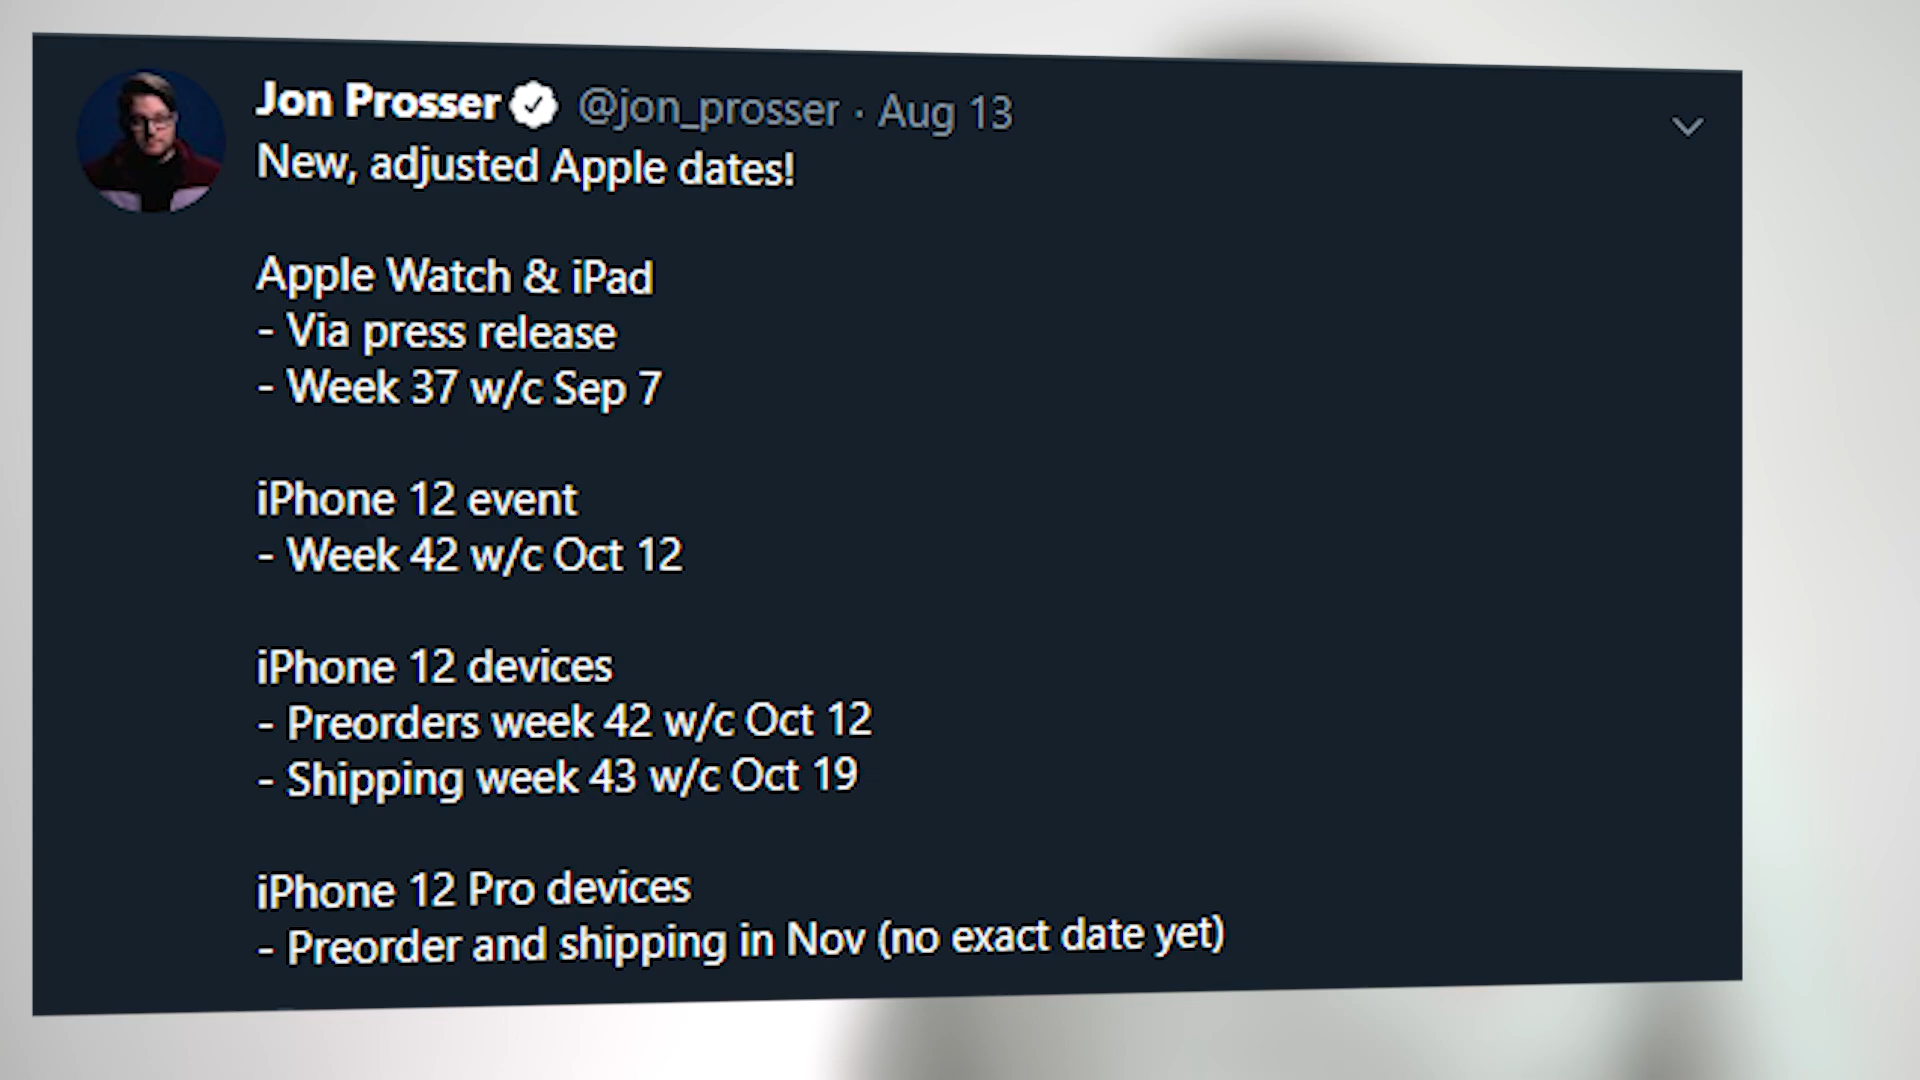 Jon Prosser @jon_prosser · Aug 13
New, adjusted Apple dates!
Apple Watch & iPad
- Via press release
- Week 37 w/c Sep 7
iPhone 12 event
- Week 42 w/c Oct 12
iPhone 12 devices
- Preorders week 42 w/c Oct 12
- Shipping week 43 w/c Oct 19
iPhone 12 Pro devices
- Preorder and shipping in Nov (no exact date yet)